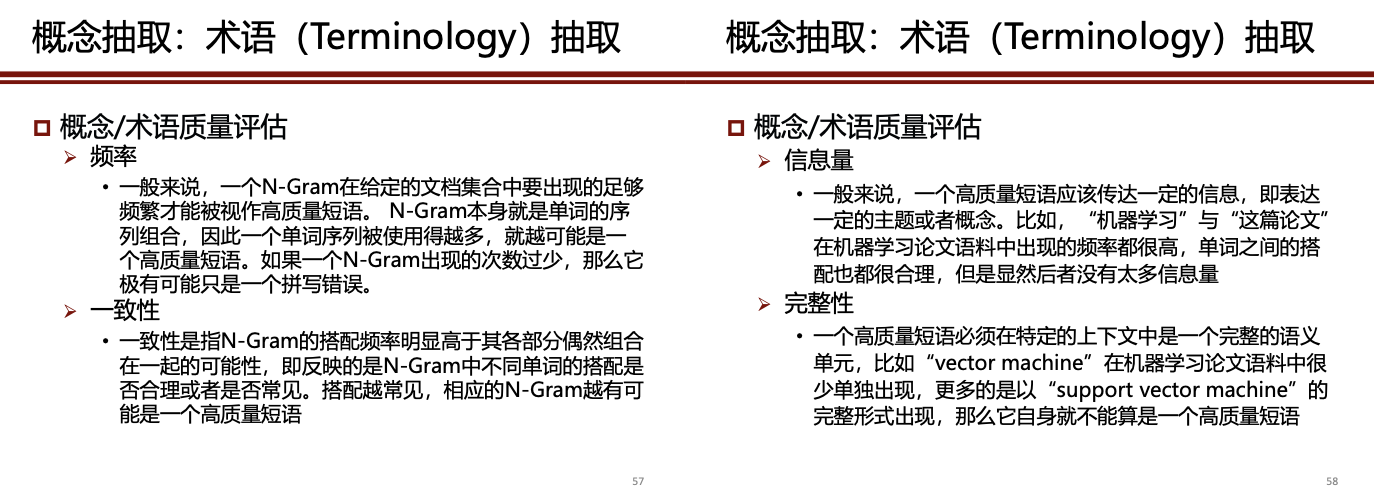 概念抽取：术语（Terminology）抽取
概念/术语质量评估
频率
• 一般来说，一个N-Gram在给定的文档集合中要出现的足够
频繁才能被视作高质量短语。 N-Gram本身就是单词的序
列组合，因此一个单词序列被使用得越多，就越可能是一
个高质量短语。如果一个N-Gram出现的次数过少，那么它
极有可能只是一个拼写错误。
一致性
• 一致性是指N-Gram的搭配频率明显高于其各部分偶然组合
在一起的可能性，即反映的是N-Gram中不同单词的搭配是
否合理或者是否常见。搭配越常见，相应的N-Gram越有可
能是一个高质量短语
57
概念抽取：术语（Terminology）抽取
概念/术语质量评估
信息量
• 一般来说，一个高质量短语应该传达一定的信息，即表达
一定的主题或者概念。比如，“机器学习”与“这篇论文”
在机器学习论文语料中出现的频率都很高，单词之间的搭
配也都很合理，但是显然后者没有太多信息量
完整性
• 一个高质量短语必须在特定的上下文中是一个完整的语义
单元，比如“vector machine”在机器学习论文语料中很
少单独出现，更多的是以“support vector machine”的
完整形式出现，那么它自身就不能算是一个高质量短语
58